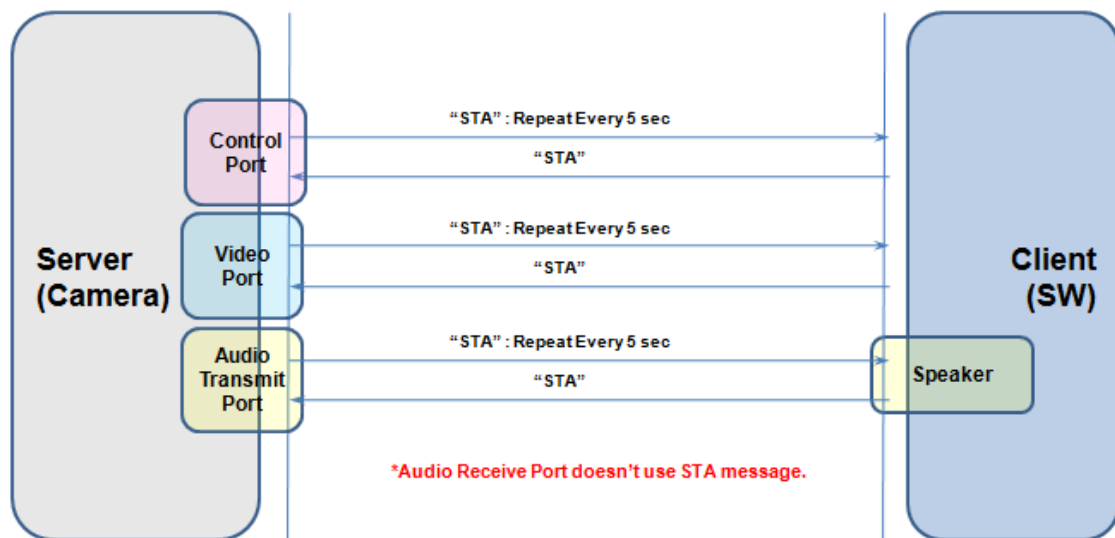 “STA” : Repeat Every 5 sec
Control
Port
“STA”
“STA” : Repeat Every 5 sec
Video
Port
“STA”
Server
(Camera)
Client
(SW)
“STA” : Repeat Every 5 sec
Audio
Transmit
Port
“STA”
Speaker
*Audio Receive Port doesn’t use STA message.